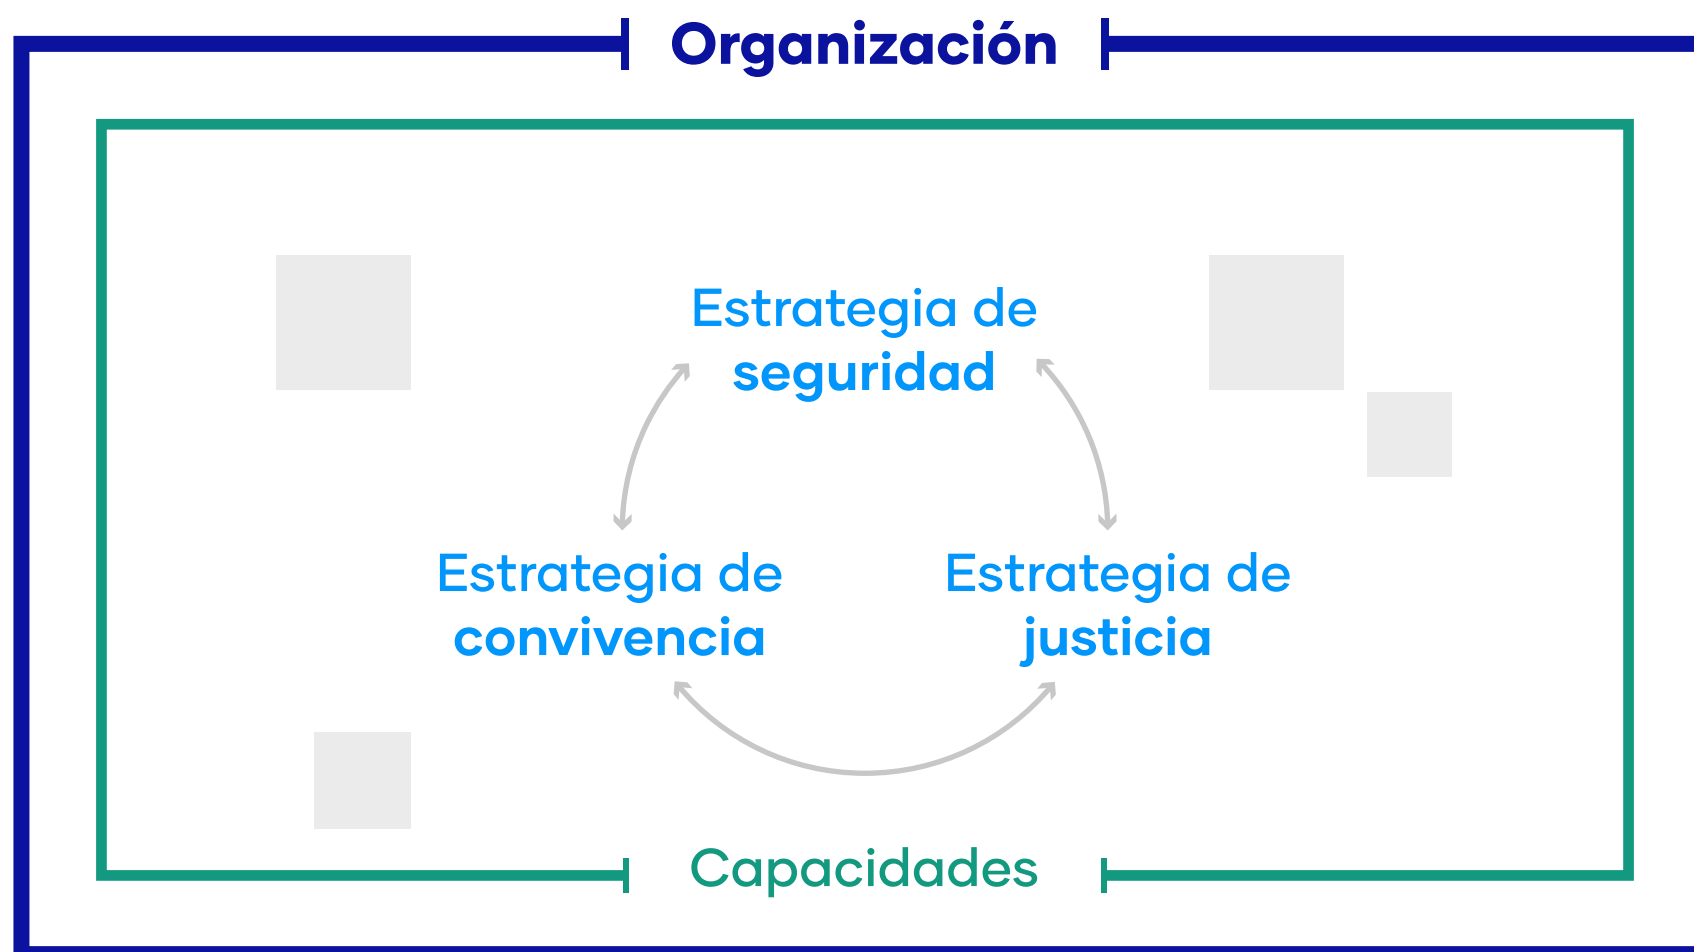 Organización
Estrategia de
seguridad
Estrategia de
convivencia
Estrategia de
justicia
Capacidades